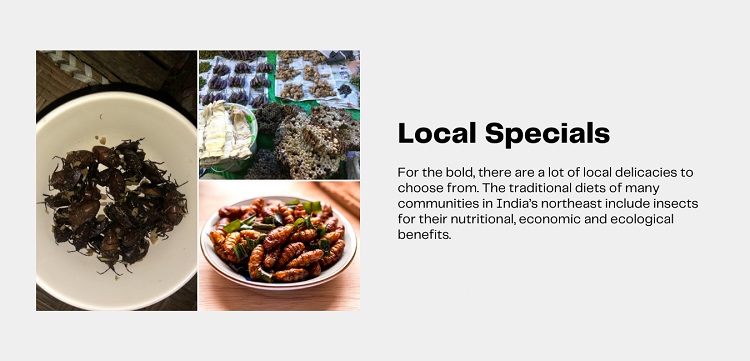 Local Specials
For the bold, there are a lot of local delicacies to
choose from. The traditional diets of many
communities in India's northeast include insects
for their nutritional, economic and ecological
benefits.